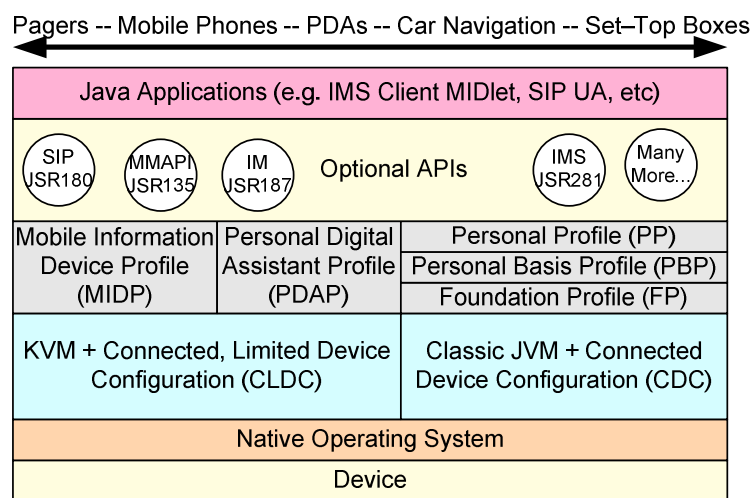 Pagers -- Mobile Phones -- PDAs -- Car Navigation -- Set–Top Boxes
Java Applications (e.g. IMS Client MIDlet, SIP UA, etc)
SIP
JSR180
MMAPI
JSR135
IM
JSR187
Optional APIs
IMS
JSR281
Many
More...
Mobile Information
Device Profile
(MIDP)
Personal Digital
Assistant Profile
(PDAP)
Personal Profile (PP)
Personal Basis Profile (PBP)
Foundation Profile (FP)
KVM + Connected, Limited Device
Configuration (CLDC)
Classic JVM + Connected
Device Configuration (CDC)
Native Operating System
Device